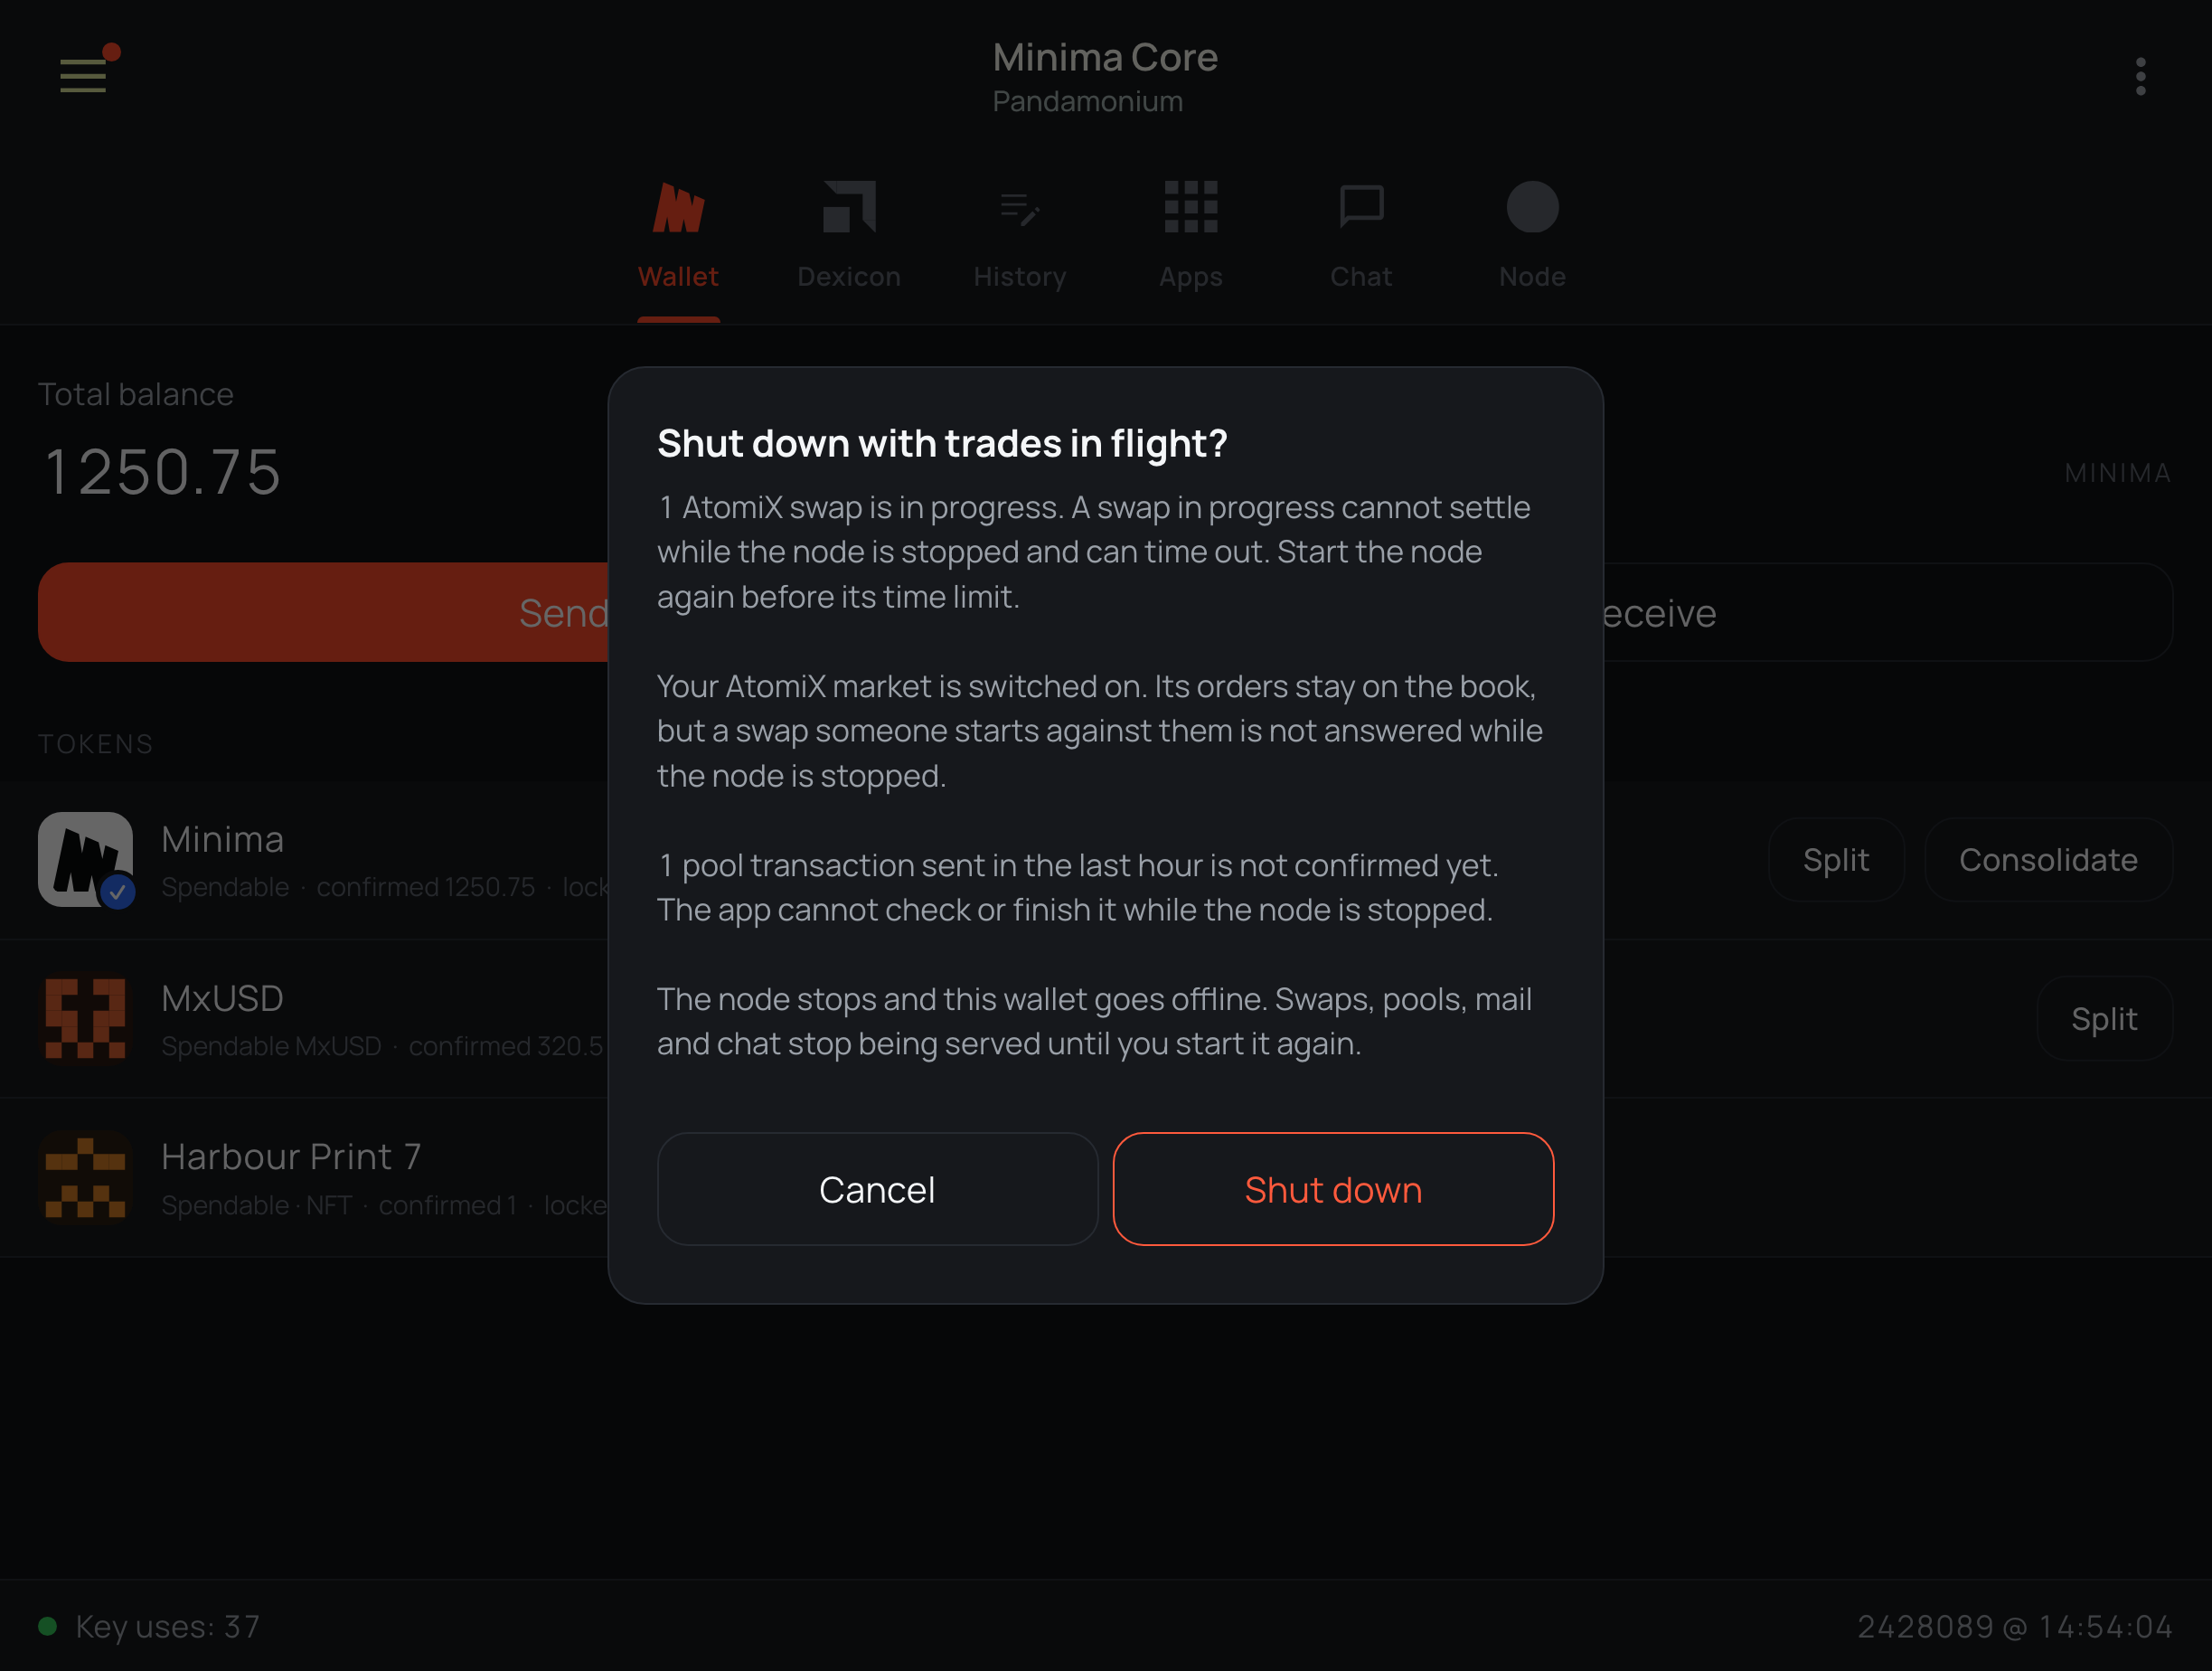 Minima Core
Pandamonium
Wallet
Dexicon
History
Apps
Chat
Node
Total balance
1250.75
MINIMA
Send
eceive
TOKENS
Minima
Spendable · confirmed 1250.75 · lock
Split
Consolidate
MxUSD
Spendable MxUSD · confirmed 320.5
Split
Harbour Print 7
Spendable · NFT · confirmed 1 · locke
Shut down with trades in flight?
1 AtomiX swap is in progress. A swap in progress cannot settle
while the node is stopped and can time out. Start the node
again before its time limit.
Your AtomiX market is switched on. Its orders stay on the book,
but a swap someone starts against them is not answered while
the node is stopped.
1 pool transaction sent in the last hour is not confirmed yet.
The app cannot check or finish it while the node is stopped.
The node stops and this wallet goes offline. Swaps, pools, mail
and chat stop being served until you start it again.
Cancel
Shut down
Key uses: 37
2428089 @ 14:54:04